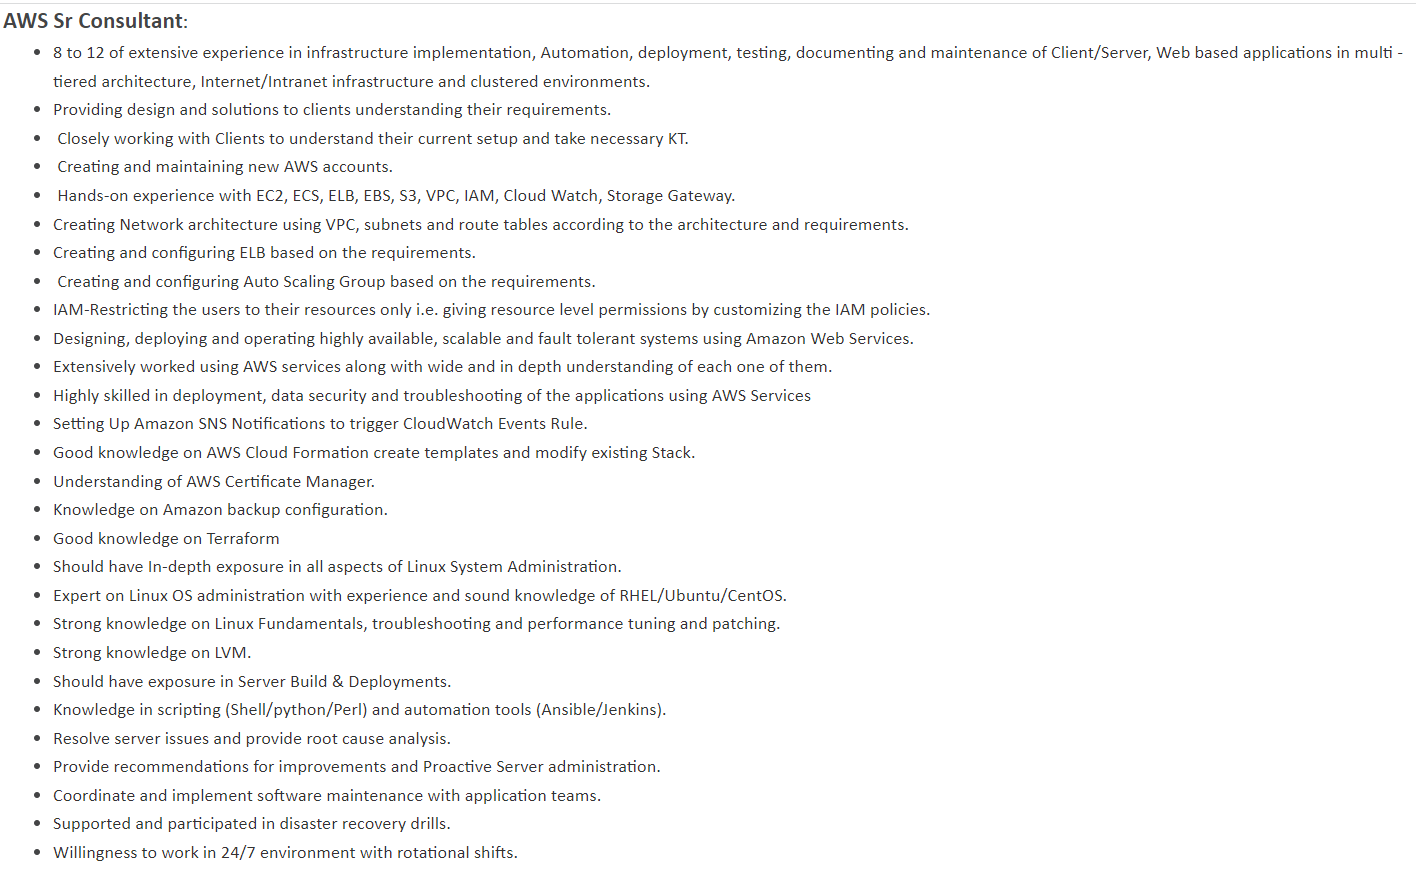 AWS Sr Consultant:
• 8 to 12 of extensive experience in infrastructure implementation, Automation, deployment, testing, documenting and maintenance of Client/Server, Web based applications in multi -
tiered architecture, Internet/Intranet infrastructure and clustered environments.
• Providing design and solutions to clients understanding their requirements.
• Closely working with Clients to understand their current setup and take necessary KT.
• Creating and maintaining new AWS accounts.
• Hands-on experience with EC2, ECS, ELB, EBS, S3, VPC, IAM, Cloud Watch, Storage Gateway.
• Creating Network architecture using VPC, subnets and route tables according to the architecture and requirements.
• Creating and configuring ELB based on the requirements.
• Creating and configuring Auto Scaling Group based on the requirements.
• IAM-Restricting the users to their resources only i.e. giving resource level permissions by customizing the IAM policies.
• Designing, deploying and operating highly available, scalable and fault tolerant systems using Amazon Web Services.
• Extensively worked using AWS services along with wide and in depth understanding of each one of them.
• Highly skilled in deployment, data security and troubleshooting of the applications using AWS Services
• Setting Up Amazon SNS Notifications to trigger CloudWatch Events Rule.
• Good knowledge on AWS Cloud Formation create templates and modify existing Stack.
• Understanding of AWS Certificate Manager.
• Knowledge on Amazon backup configuration.
• Good knowledge on Terraform
• Should have In-depth exposure in all aspects of Linux System Administration.
• Expert on Linux OS administration with experience and sound knowledge of RHEL/Ubuntu/CentOS.
• Strong knowledge on Linux Fundamentals, troubleshooting and performance tuning and patching.
• Strong knowledge on LVM.
• Should have exposure in Server Build & Deployments.
• Knowledge in scripting (Shell/python/Perl) and automation tools (Ansible/Jenkins).
• Resolve server issues and provide root cause analysis.
• Provide recommendations for improvements and Proactive Server administration.
• Coordinate and implement software maintenance with application teams.
• Supported and participated in disaster recovery drills.
• Willingness to work in 24/7 environment with rotational shifts.